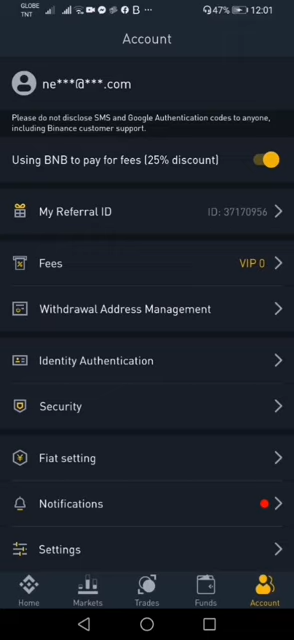 GLOBE
TNT
47% 12:01
Account
ne***@***.com
Please do not disclose SMS and Google Authentication codes to anyone,
including Binance customer support.
Using BNB to pay for fees (25% discount)
My Referral ID
ID: 37170956
Fees
VIP 0
Withdrawal Address Management
Identity Authentication
Security
Fiat setting
Notifications
Settings
Home
Markets
Trades
Funds
Account